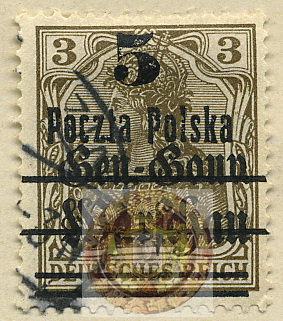 5
3 3
Poczta Polska
Gen.-Gouv.
DEUTSCHES REICH